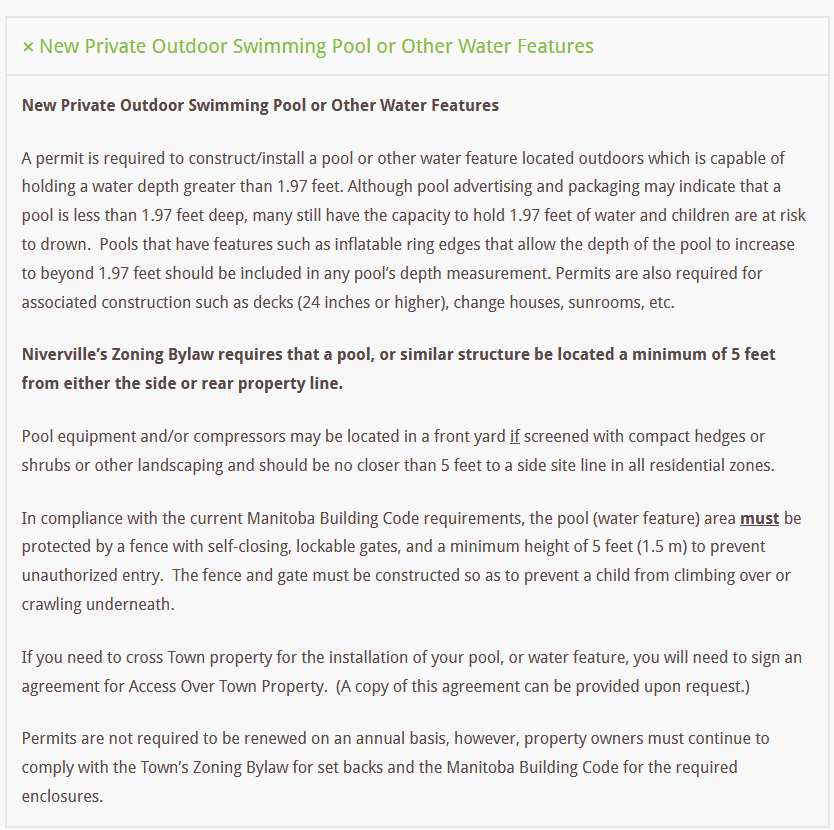 × New Private Outdoor Swimming Pool or Other Water Features
New Private Outdoor Swimming Pool or Other Water Features
A permit is required to construct/install a pool or other water feature located outdoors which is capable of
holding a water depth greater than 1.97 feet. Although pool advertising and packaging may indicate that a
pool is less than 1.97 feet deep, many still have the capacity to hold 1.97 feet of water and children are at risk
to drown.  Pools that have features such as inflatable ring edges that allow the depth of the pool to increase
to beyond 1.97 feet should be included in any pool’s depth measurement. Permits are also required for
associated construction such as decks (24 inches or higher), change houses, sunrooms, etc.
Niverville’s Zoning Bylaw requires that a pool, or similar structure be located a minimum of 5 feet
from either the side or rear property line.
Pool equipment and/or compressors may be located in a front yard if screened with compact hedges or
shrubs or other landscaping and should be no closer than 5 feet to a side site line in all residential zones.
In compliance with the current Manitoba Building Code requirements, the pool (water feature) area must be
protected by a fence with self-closing, lockable gates, and a minimum height of 5 feet (1.5 m) to prevent
unauthorized entry.  The fence and gate must be constructed so as to prevent a child from climbing over or
crawling underneath.
If you need to cross Town property for the installation of your pool, or water feature, you will need to sign an
agreement for Access Over Town Property.  (A copy of this agreement can be provided upon request.)
Permits are not required to be renewed on an annual basis, however, property owners must continue to
comply with the Town’s Zoning Bylaw for set backs and the Manitoba Building Code for the required
enclosures.